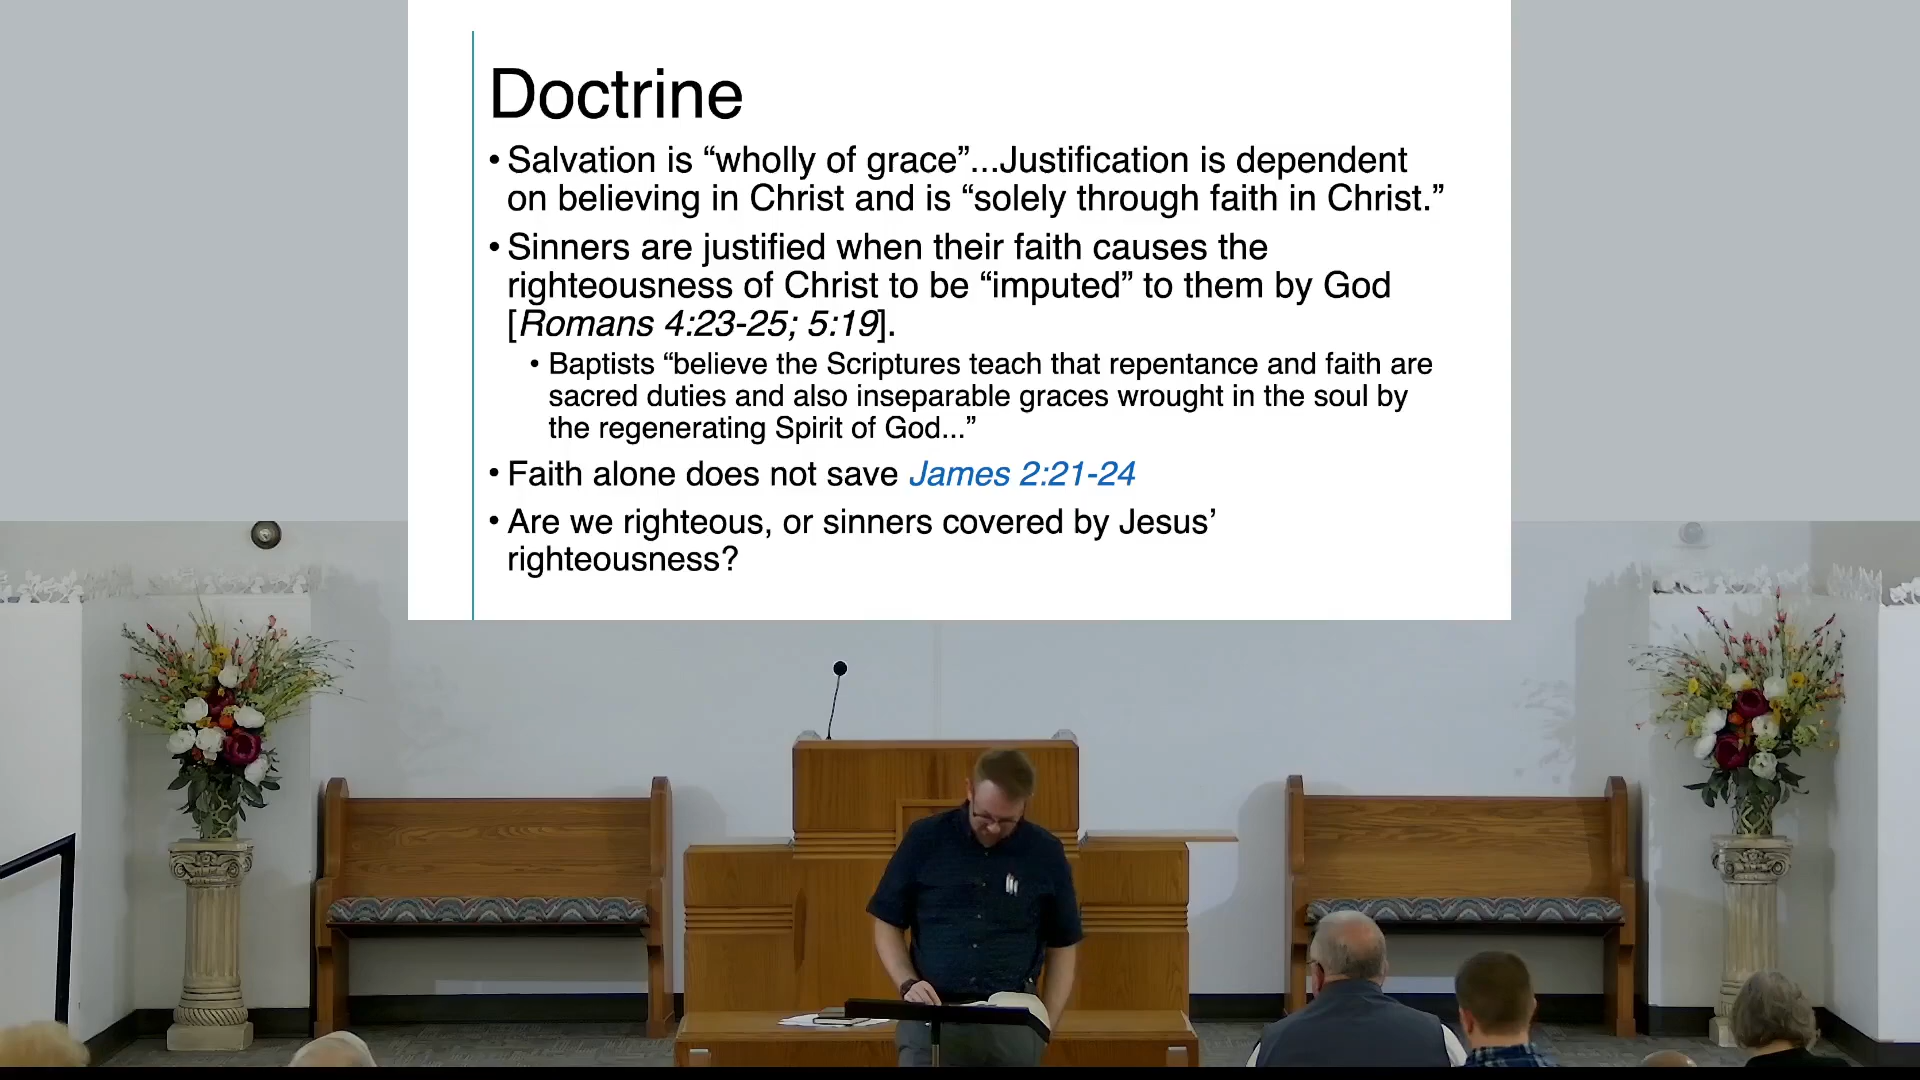 Doctrine
• Salvation is “wholly of grace”...Justification is dependent
on believing in Christ and is “solely through faith in Christ.”
• Sinners are justified when their faith causes the
righteousness of Christ to be “imputed” to them by God
[Romans 4:23-25; 5:19].
• Baptists “believe the Scriptures teach that repentance and faith are
sacred duties and also inseparable graces wrought in the soul by
the regenerating Spirit of God...”
• Faith alone does not save James 2:21-24
• Are we righteous, or sinners covered by Jesus’
righteousness?